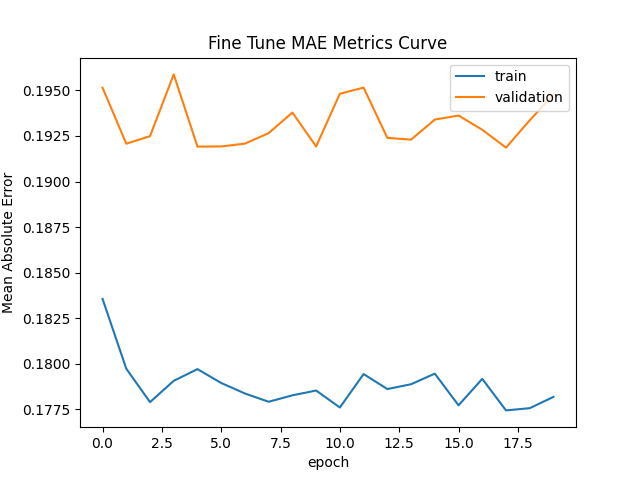 Fine Tune MAE Metrics Curve
train
validation
Mean Absolute Error
0.1950
0.1925
0.1900
0.1875
0.1850
0.1825
0.1800
0.1775
0.0 2.5 5.0 7.5 10.0 12.5 15.0 17.5
epoch